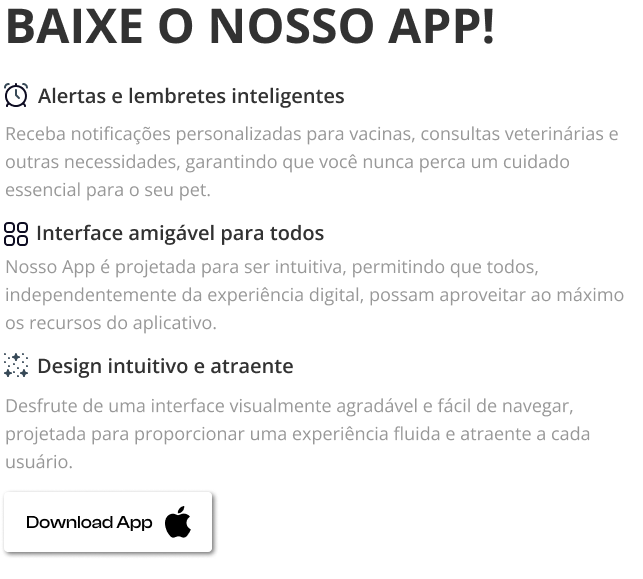 BAIXE O NOSSO APP!
Alertas e lembretes inteligentes
Receba notificações personalizadas para vacinas, consultas veterinárias e
outras necessidades, garantindo que você nunca perca um cuidado
essencial para o seu pet.
Interface amigável para todos
Nosso App é projetada para ser intuitiva, permitindo que todos,
independentemente da experiência digital, possam aproveitar ao máximo
os recursos do aplicativo.
Design intuitivo e atraente
Desfrute de uma interface visualmente agradável e fácil de navegar,
projetada para proporcionar uma experiência fluida e atraente a cada
usuário.
Download App